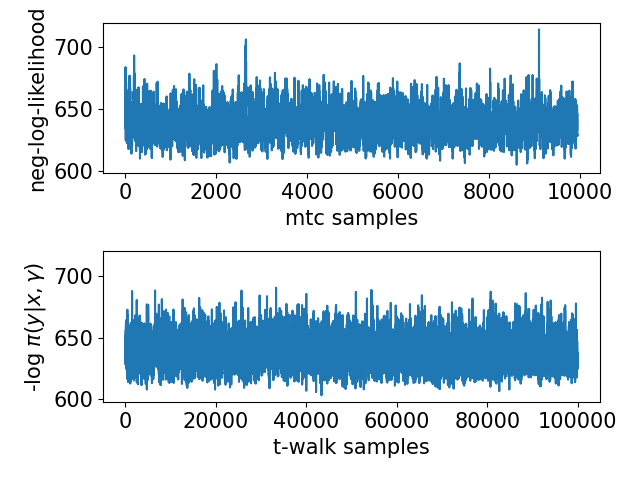 neg-log-likelihood
700
650
600
0 2000 4000 6000 8000 10000
mtc samples
-log π(y|x, γ)
700
650
600
0 20000 40000 60000 80000 100000
t-walk samples